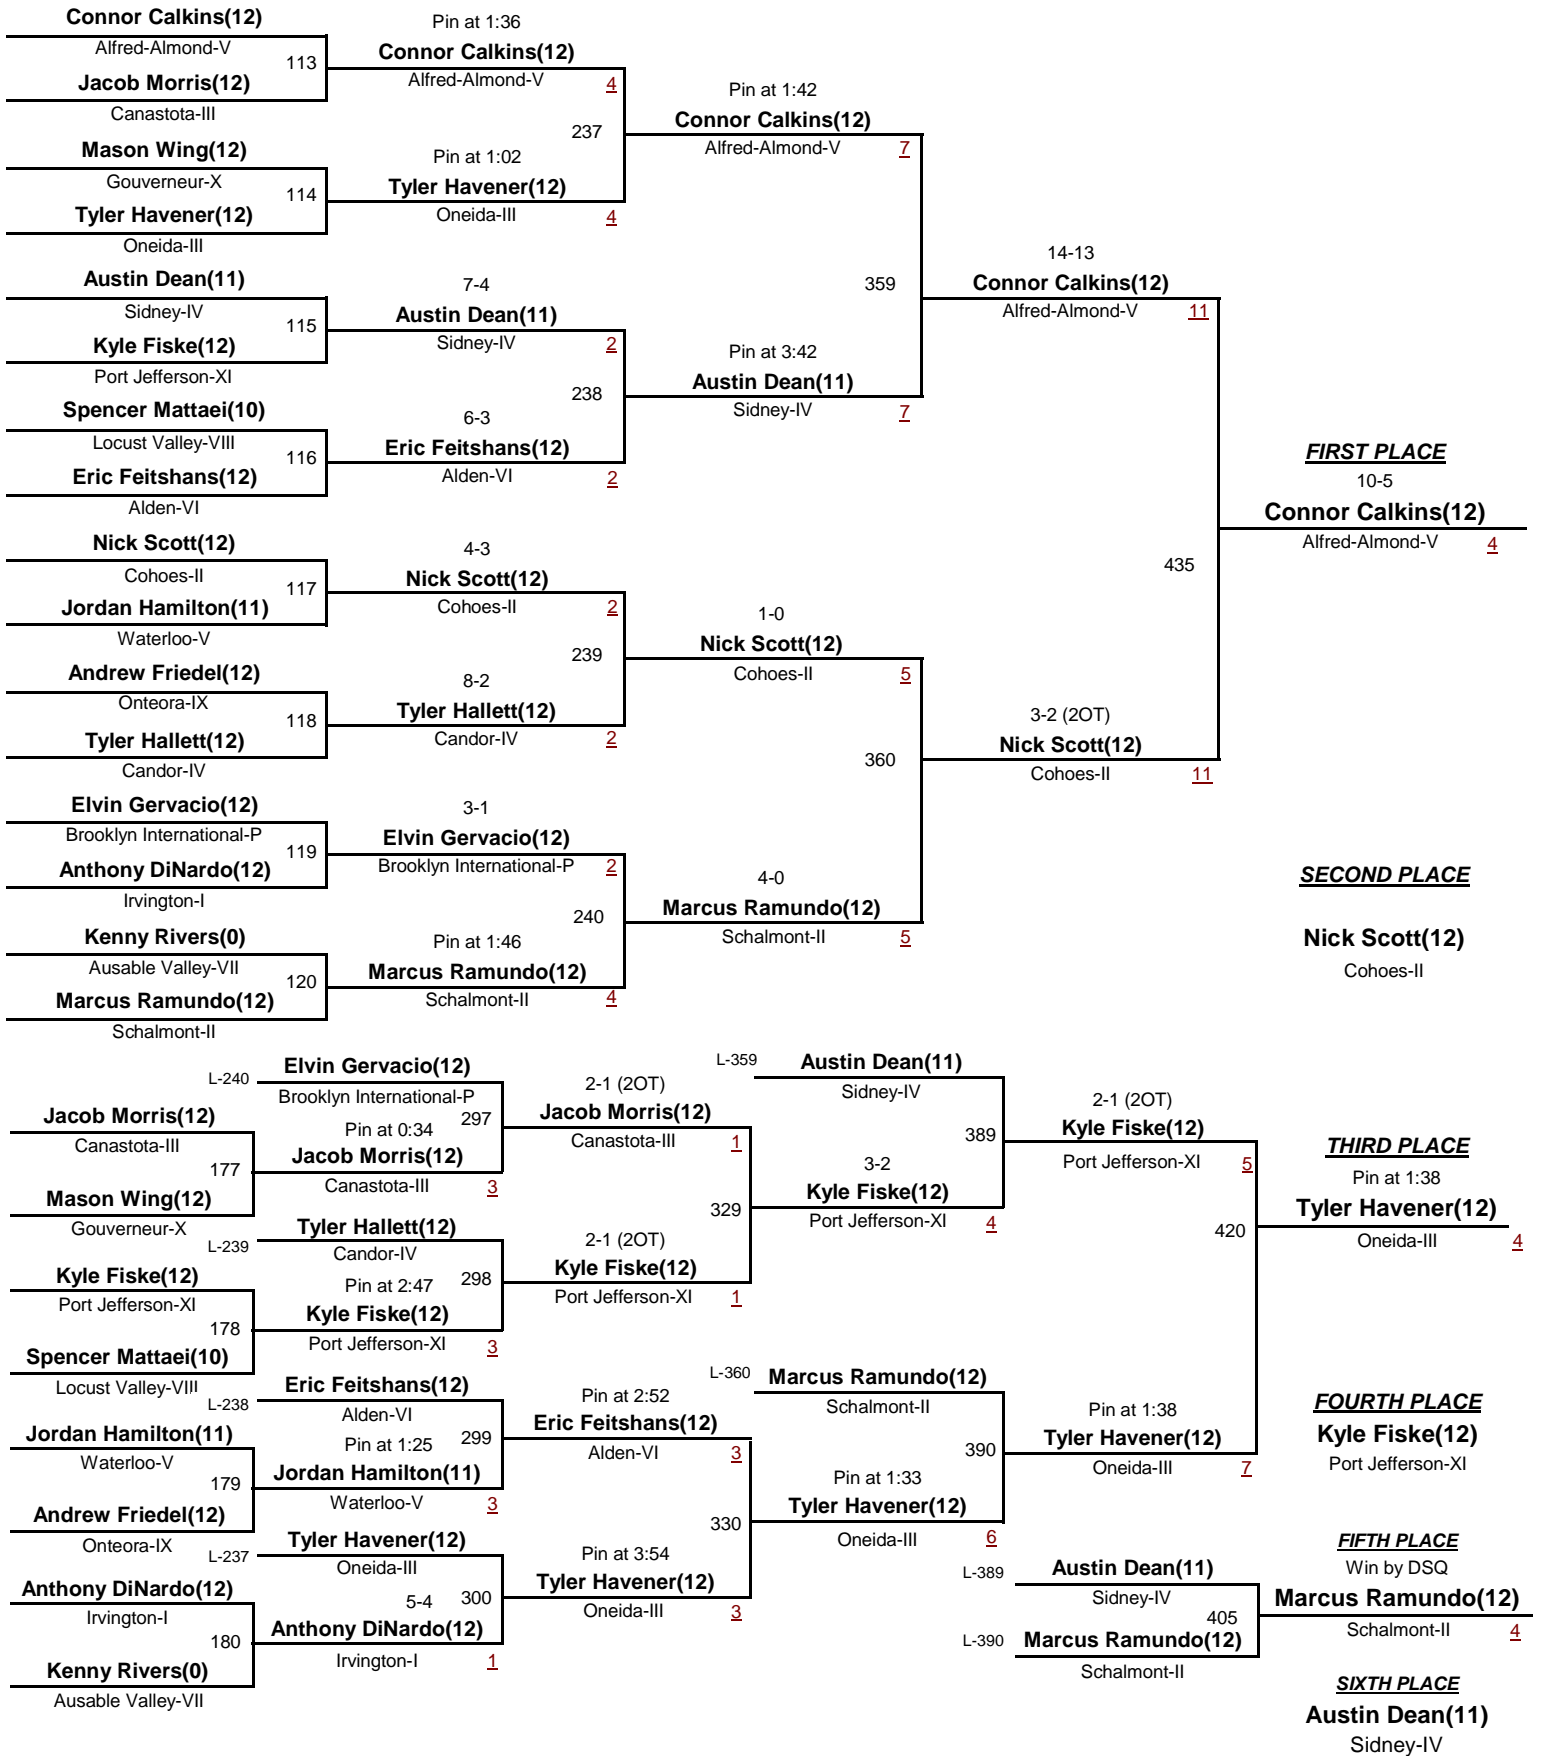 Connor Calkins(12)
Alfred-Almond-V
113
Jacob Morris(12)
Canastota-III
Mason Wing(12)
Gouverneur-X
114
Tyler Havener(12)
Oneida-III
Austin Dean(11)
Sidney-IV
115
Kyle Fiske(12)
Port Jefferson-XI
Spencer Mattaei(10)
Locust Valley-VIII
116
Eric Feitshans(12)
Alden-VI
Nick Scott(12)
Cohoes-II
117
Jordan Hamilton(11)
Waterloo-V
Andrew Friedel(12)
Onteora-IX
118
Tyler Hallett(12)
Candor-IV
Elvin Gervacio(12)
Brooklyn International-P
119
Anthony DiNardo(12)
Irvington-I
Kenny Rivers(0)
Ausable Valley-VII
120
Marcus Ramundo(12)
Schalmont-II
Pin at 1:36
Connor Calkins(12)
Alfred-Almond-V
4
237
Pin at 1:02
Tyler Havener(12)
Oneida-III
4
7-4
Austin Dean(11)
Sidney-IV
2
238
6-3
Eric Feitshans(12)
Alden-VI
2
4-3
Nick Scott(12)
Cohoes-II
2
239
8-2
Tyler Hallett(12)
Candor-IV
2
3-1
Elvin Gervacio(12)
Brooklyn International-P
2
240
Pin at 1:46
Marcus Ramundo(12)
Schalmont-II
4
Pin at 1:42
Connor Calkins(12)
Alfred-Almond-V
7
359
Pin at 3:42
Austin Dean(11)
Sidney-IV
7
1-0
Nick Scott(12)
Cohoes-II
5
360
4-0
Marcus Ramundo(12)
Schalmont-II
5
14-13
Connor Calkins(12)
Alfred-Almond-V
11
435
3-2 (2OT)
Nick Scott(12)
Cohoes-II
11
FIRST PLACE
10-5
Connor Calkins(12)
Alfred-Almond-V
4
SECOND PLACE
Nick Scott(12)
Cohoes-II
Jacob Morris(12)
Canastota-III
177
Mason Wing(12)
Gouverneur-X
Kyle Fiske(12)
Port Jefferson-XI
178
Spencer Mattaei(10)
Locust Valley-VIII
Jordan Hamilton(11)
Waterloo-V
179
Andrew Friedel(12)
Onteora-IX
Anthony DiNardo(12)
Irvington-I
180
Kenny Rivers(0)
Ausable Valley-VII
L-240
Elvin Gervacio(12)
Brooklyn International-P
297
Pin at 0:34
Jacob Morris(12)
Canastota-III
3
L-239
Tyler Hallett(12)
Candor-IV
298
Pin at 2:47
Kyle Fiske(12)
Port Jefferson-XI
3
L-238
Eric Feitshans(12)
Alden-VI
299
Pin at 1:25
Jordan Hamilton(11)
Waterloo-V
3
L-237
Tyler Havener(12)
Oneida-III
300
5-4
Anthony DiNardo(12)
Irvington-I
1
2-1 (2OT)
Jacob Morris(12)
Canastota-III
1
329
2-1 (2OT)
Kyle Fiske(12)
Port Jefferson-XI
1
Pin at 2:52
Eric Feitshans(12)
Alden-VI
3
330
Pin at 3:54
Tyler Havener(12)
Oneida-III
3
L-359
Austin Dean(11)
Sidney-IV
389
3-2
Kyle Fiske(12)
Port Jefferson-XI
4
L-360
Marcus Ramundo(12)
Schalmont-II
390
Pin at 1:33
Tyler Havener(12)
Oneida-III
6
2-1 (2OT)
Kyle Fiske(12)
Port Jefferson-XI
5
420
Pin at 1:38
Tyler Havener(12)
Oneida-III
7
L-389
Austin Dean(11)
Sidney-IV
405
L-390
Marcus Ramundo(12)
Schalmont-II
THIRD PLACE
Pin at 1:38
Tyler Havener(12)
Oneida-III
4
FOURTH PLACE
Kyle Fiske(12)
Port Jefferson-XI
FIFTH PLACE
Win by DSQ
Marcus Ramundo(12)
Schalmont-II
4
SIXTH PLACE
Austin Dean(11)
Sidney-IV